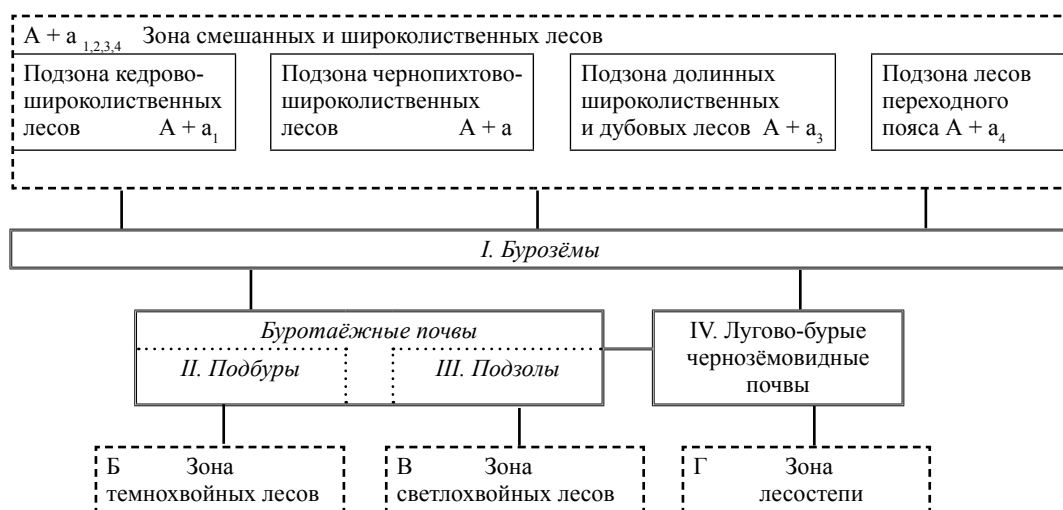 А + а 1,2,3,4 Зона смешанных и широколиственных лесов
Подзона кедрово-
широколиственных
лесов А + а1
Подзона чернопихтово-
широколиственных
лесов А + а
Подзона долинных
широколиственных
и дубовых лесов А + а3
Подзона лесов
переходного
пояса А + а4
I. Бурозёмы
Буротаёжные почвы
II. Подбуры
III. Подзолы
IV. Лугово-бурые
чернозёмовидные
почвы
Б Зона
темнохвойных лесов
В Зона
светлохвойных лесов
Г Зона
лесостепи